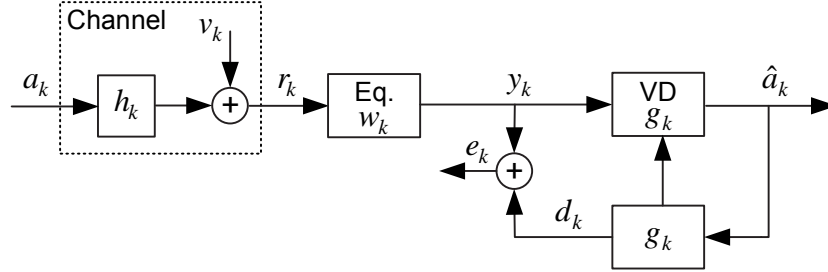 Channel
v_k
a_k
h_k
+
r_k
Eq.
w_k
y_k
VD
g_k
â_k
e_k
+
d_k
g_k